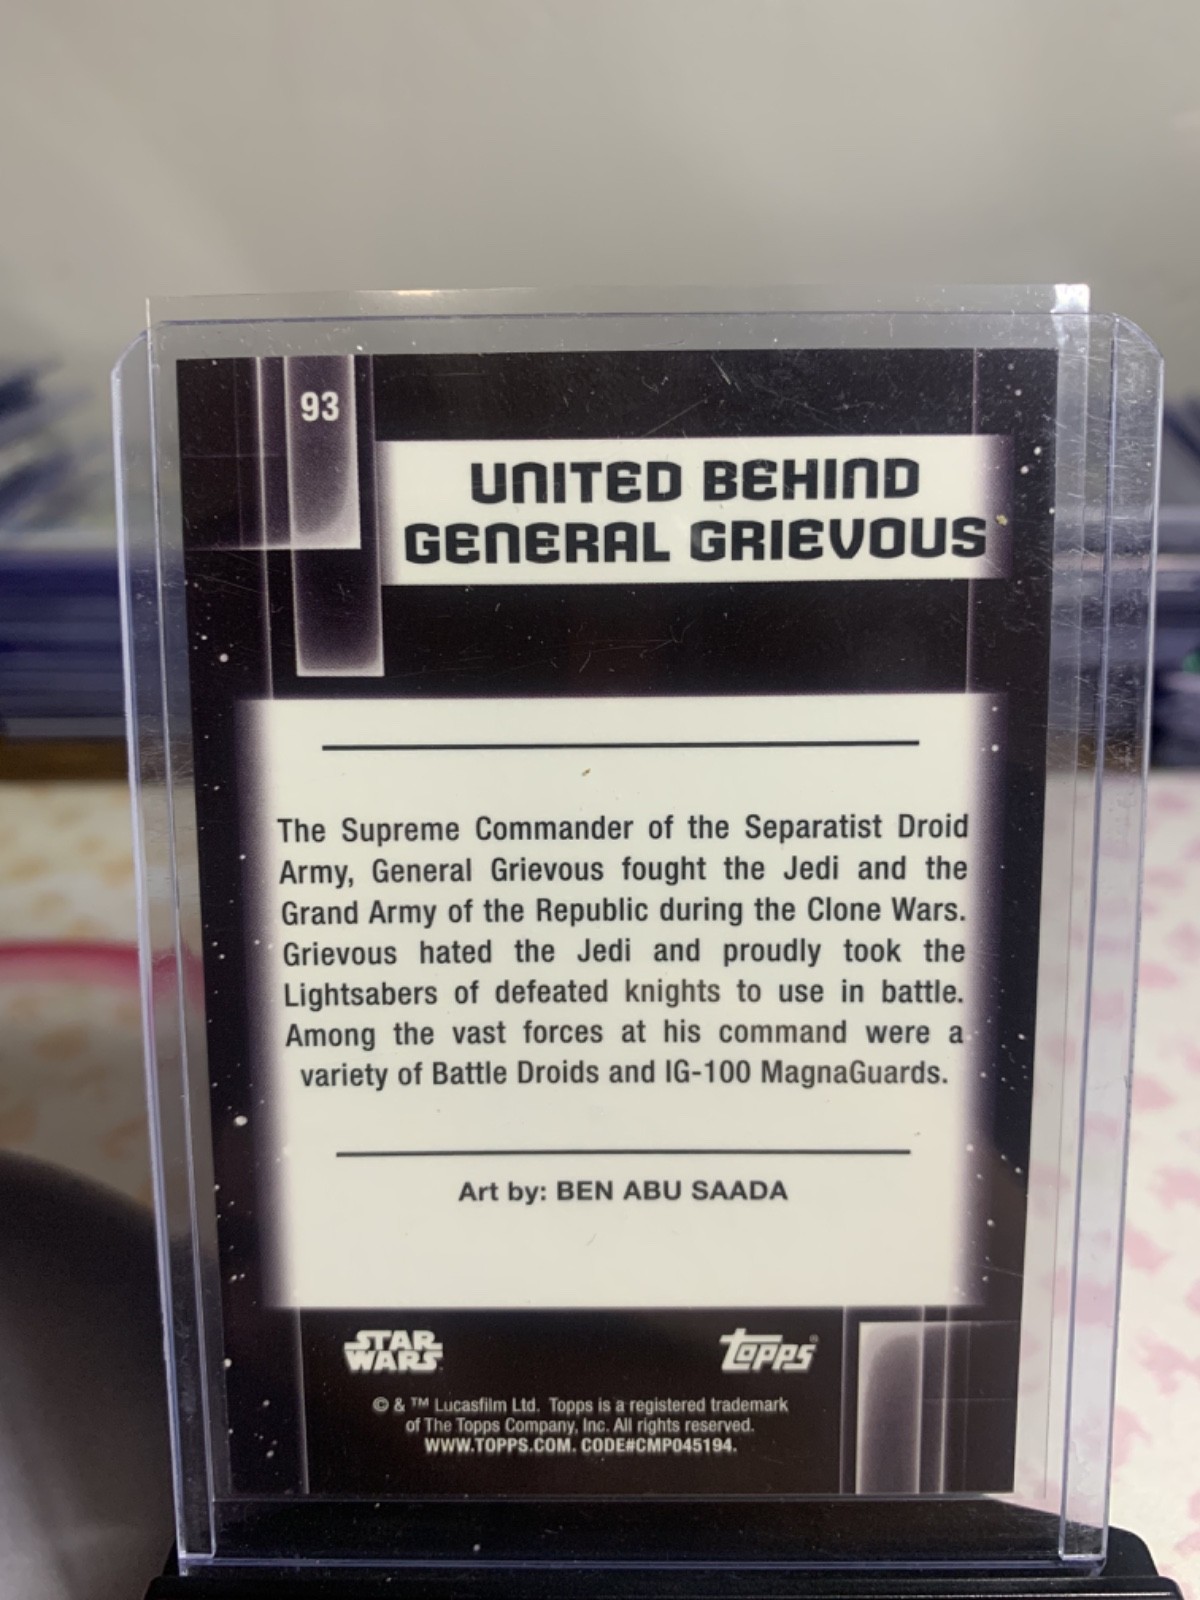 93
UNITED BEHIND
GENERAL GRIEVOUS
The Supreme Commander of the Separatist Droid
Army, General Grievous fought the Jedi and the
Grand Army of the Republic during the Clone Wars.
Grievous hated the Jedi and proudly took the
Lightsabers of defeated knights to use in battle.
Among the vast forces at his command were a
variety of Battle Droids and IG-100 MagnaGuards.
Art by: BEN ABU SAADA
STAR
WARS
Topps®
© & ™ Lucasfilm Ltd. Topps is a registered trademark
of The Topps Company, Inc. All rights reserved.
WWW.TOPPS.COM. CODE#CMP045194.